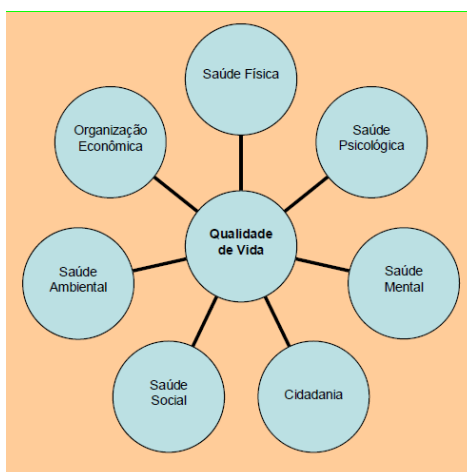 Saúde Física
Organização
Econômica
Saúde
Psicológica
Qualidade
de Vida
Saúde
Ambiental
Saúde
Mental
Saúde
Social
Cidadania